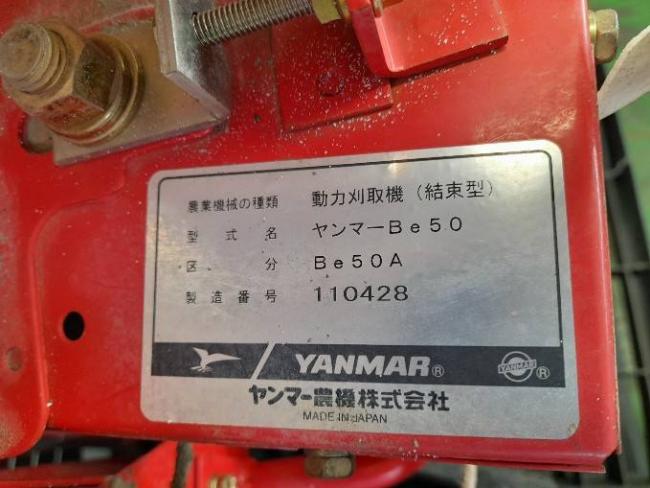 農業機械の種類 動力刈取機（結束型）
型式名 ヤンマーＢｅ５０
区分 Ｂｅ５０Ａ
製造番号 110428
YANMAR® YANMAR®
ヤンマー農機株式会社
MADE IN JAPAN